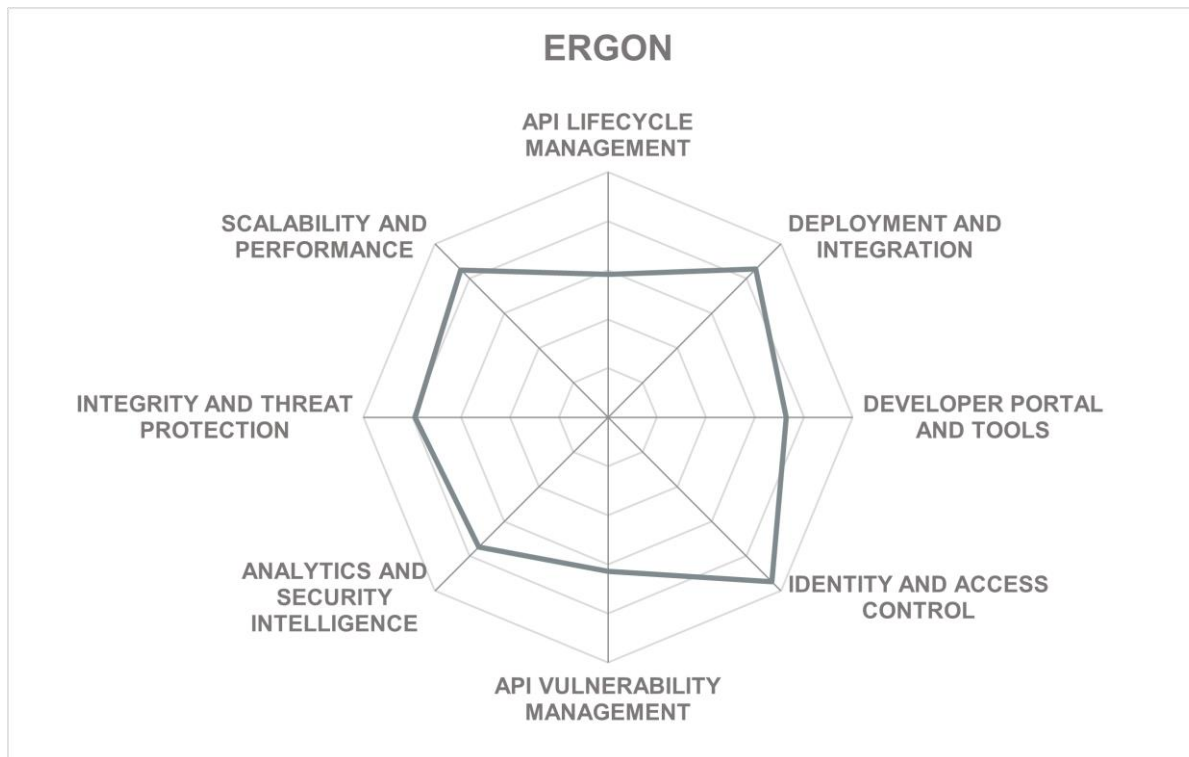 ERGON
API LIFECYCLE
MANAGEMENT
DEPLOYMENT AND
INTEGRATION
DEVELOPER PORTAL
AND TOOLS
IDENTITY AND ACCESS
CONTROL
API VULNERABILITY
MANAGEMENT
ANALYTICS AND
SECURITY
INTELLIGENCE
INTEGRITY AND THREAT
PROTECTION
SCALABILITY AND
PERFORMANCE